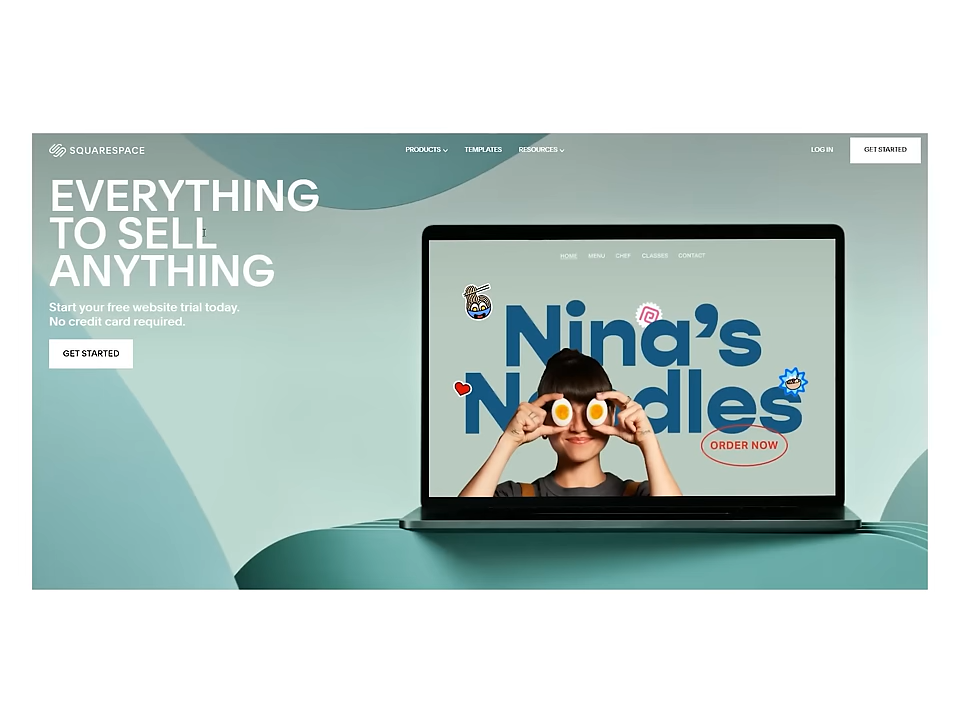 SQUARESPACE
PRODUCTS
TEMPLATES
RESOURCES
LOG IN
GET STARTED
EVERYTHING
TO SELL
ANYTHING
Start your free website trial today.
No credit card required.
GET STARTED
HOME MENU CHEF CLASSES CONTACT
Nina's
Noodles
ORDER NOW